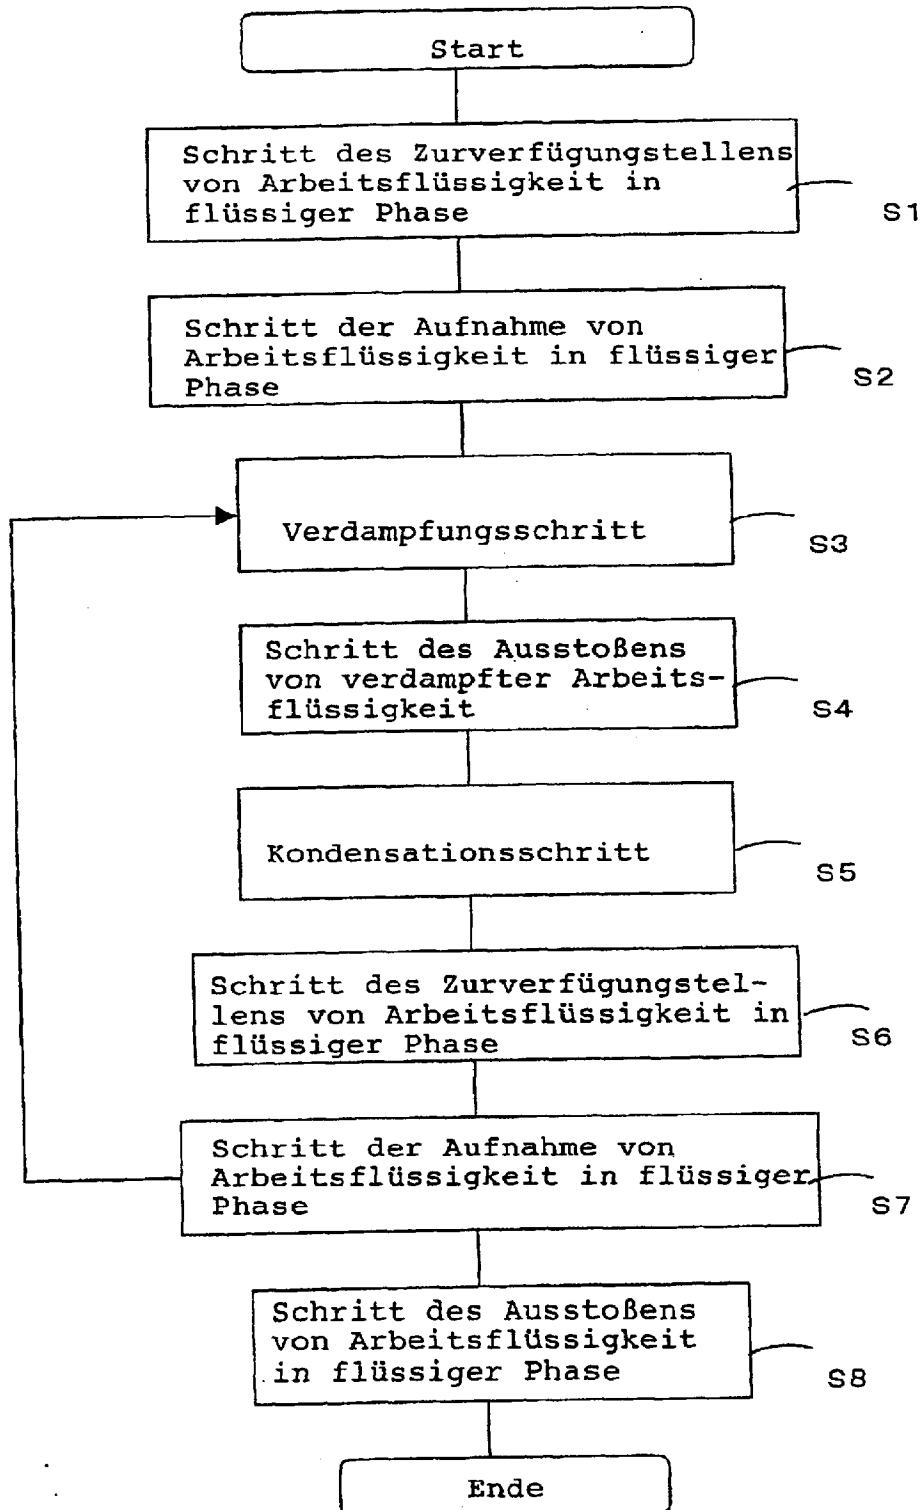 Start
Schritt des Zurverfügungstellens
von Arbeitsflüssigkeit in
flüssiger Phase
S1
Schritt der Aufnahme von
Arbeitsflüssigkeit in flüssiger
Phase
S2
Verdampfungsschritt
S3
Schritt des Ausstoßens
von verdampfter Arbeits-
flüssigkeit
S4
Kondensationsschritt
S5
Schritt des Zurverfügungstel-
lens von Arbeitsflüssigkeit in
flüssiger Phase
S6
Schritt der Aufnahme von
Arbeitsflüssigkeit in flüssiger
Phase
S7
Schritt des Ausstoßens
von Arbeitsflüssigkeit
in flüssiger Phase
S8
Ende